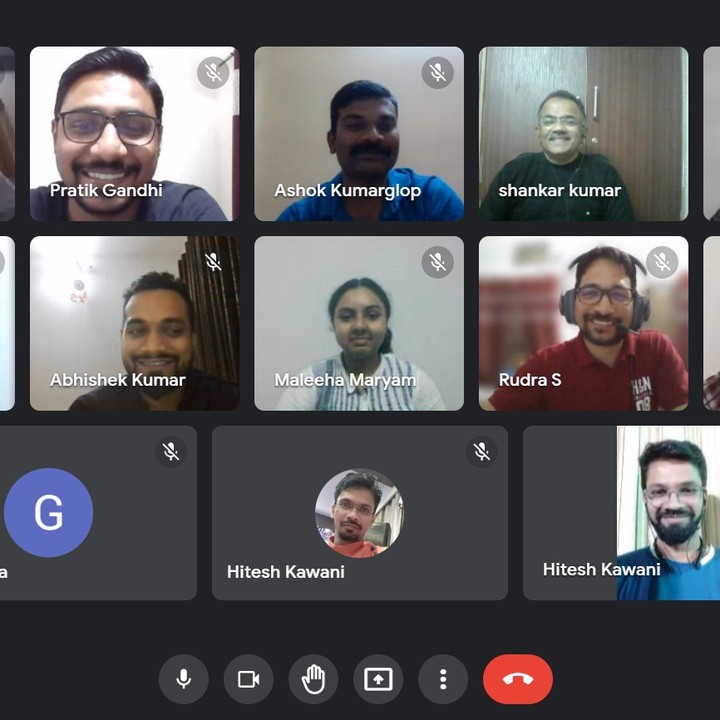 Pratik Gandhi
Ashok Kumarglop
shankar kumar
Abhishek Kumar
Maleeha Maryam
Rudra S
G
a
Hitesh Kawani
Hitesh Kawani